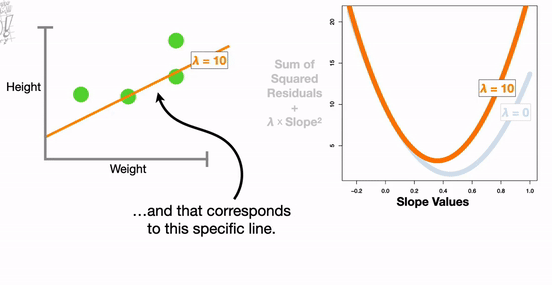 Height
Weight
λ = 10
Sum of
Squared
Residuals
+
λ × Slope²
…and that corresponds
to this specific line.
20
15
10
5
λ = 10
λ = 0
-0.2
0.0
0.2
0.4
0.6
0.8
1.0
Slope Values